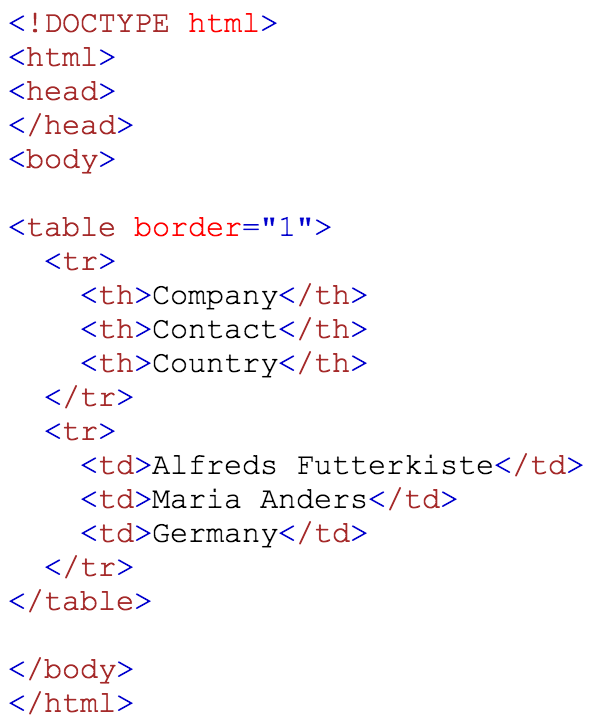 <!DOCTYPE html>
<html>
<head>
</head>
<body>

<table border="1">
  <tr>
    <th>Company</th>
    <th>Contact</th>
    <th>Country</th>
  </tr>
  <tr>
    <td>Alfreds Futterkiste</td>
    <td>Maria Anders</td>
    <td>Germany</td>
  </tr>
</table>

</body>
</html>